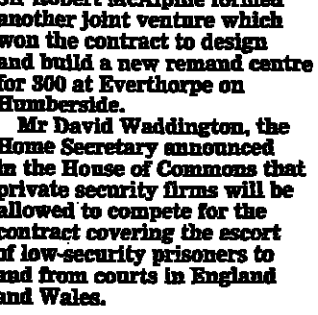 Sir Robert McAlpine formed
another joint venture which
won the contract to design
and build a new remand centre
for 300 at Everthorpe on
Humberside.
Mr David Waddington, the
Home Secretary announced
in the House of Commons that
private security firms will be
allowed to compete for the
contract covering the escort
of low-security prisoners to
and from courts in England
and Wales.